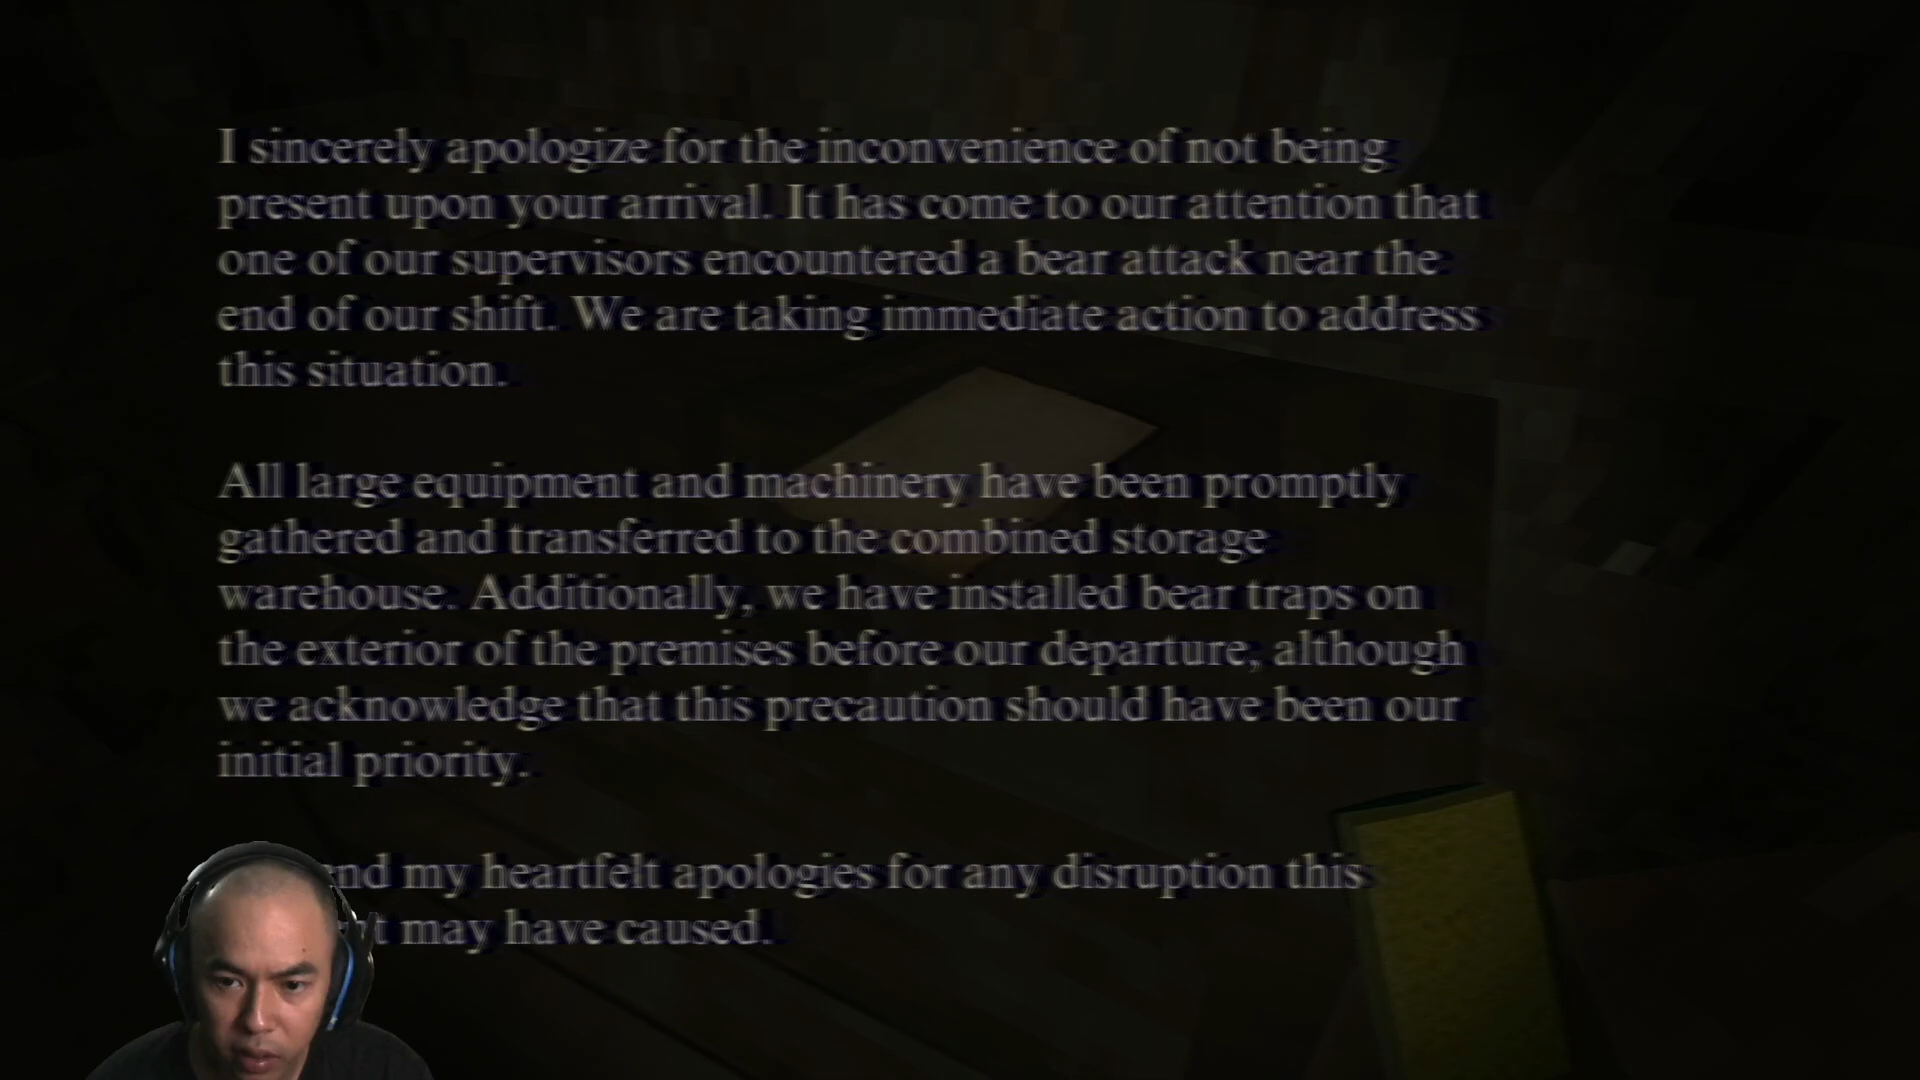 I sincerely apologize for the inconvenience of not being
present upon your arrival. It has come to our attention that
one of our supervisors encountered a bear attack near the
end of our shift. We are taking immediate action to address
this situation.
All large equipment and machinery have been promptly
gathered and transferred to the combined storage
warehouse. Additionally, we have installed bear traps on
the exterior of the premises before our departure, although
we acknowledge that this precaution should have been our
initial priority.
my heartfelt apologies for any disruption this
may have caused.